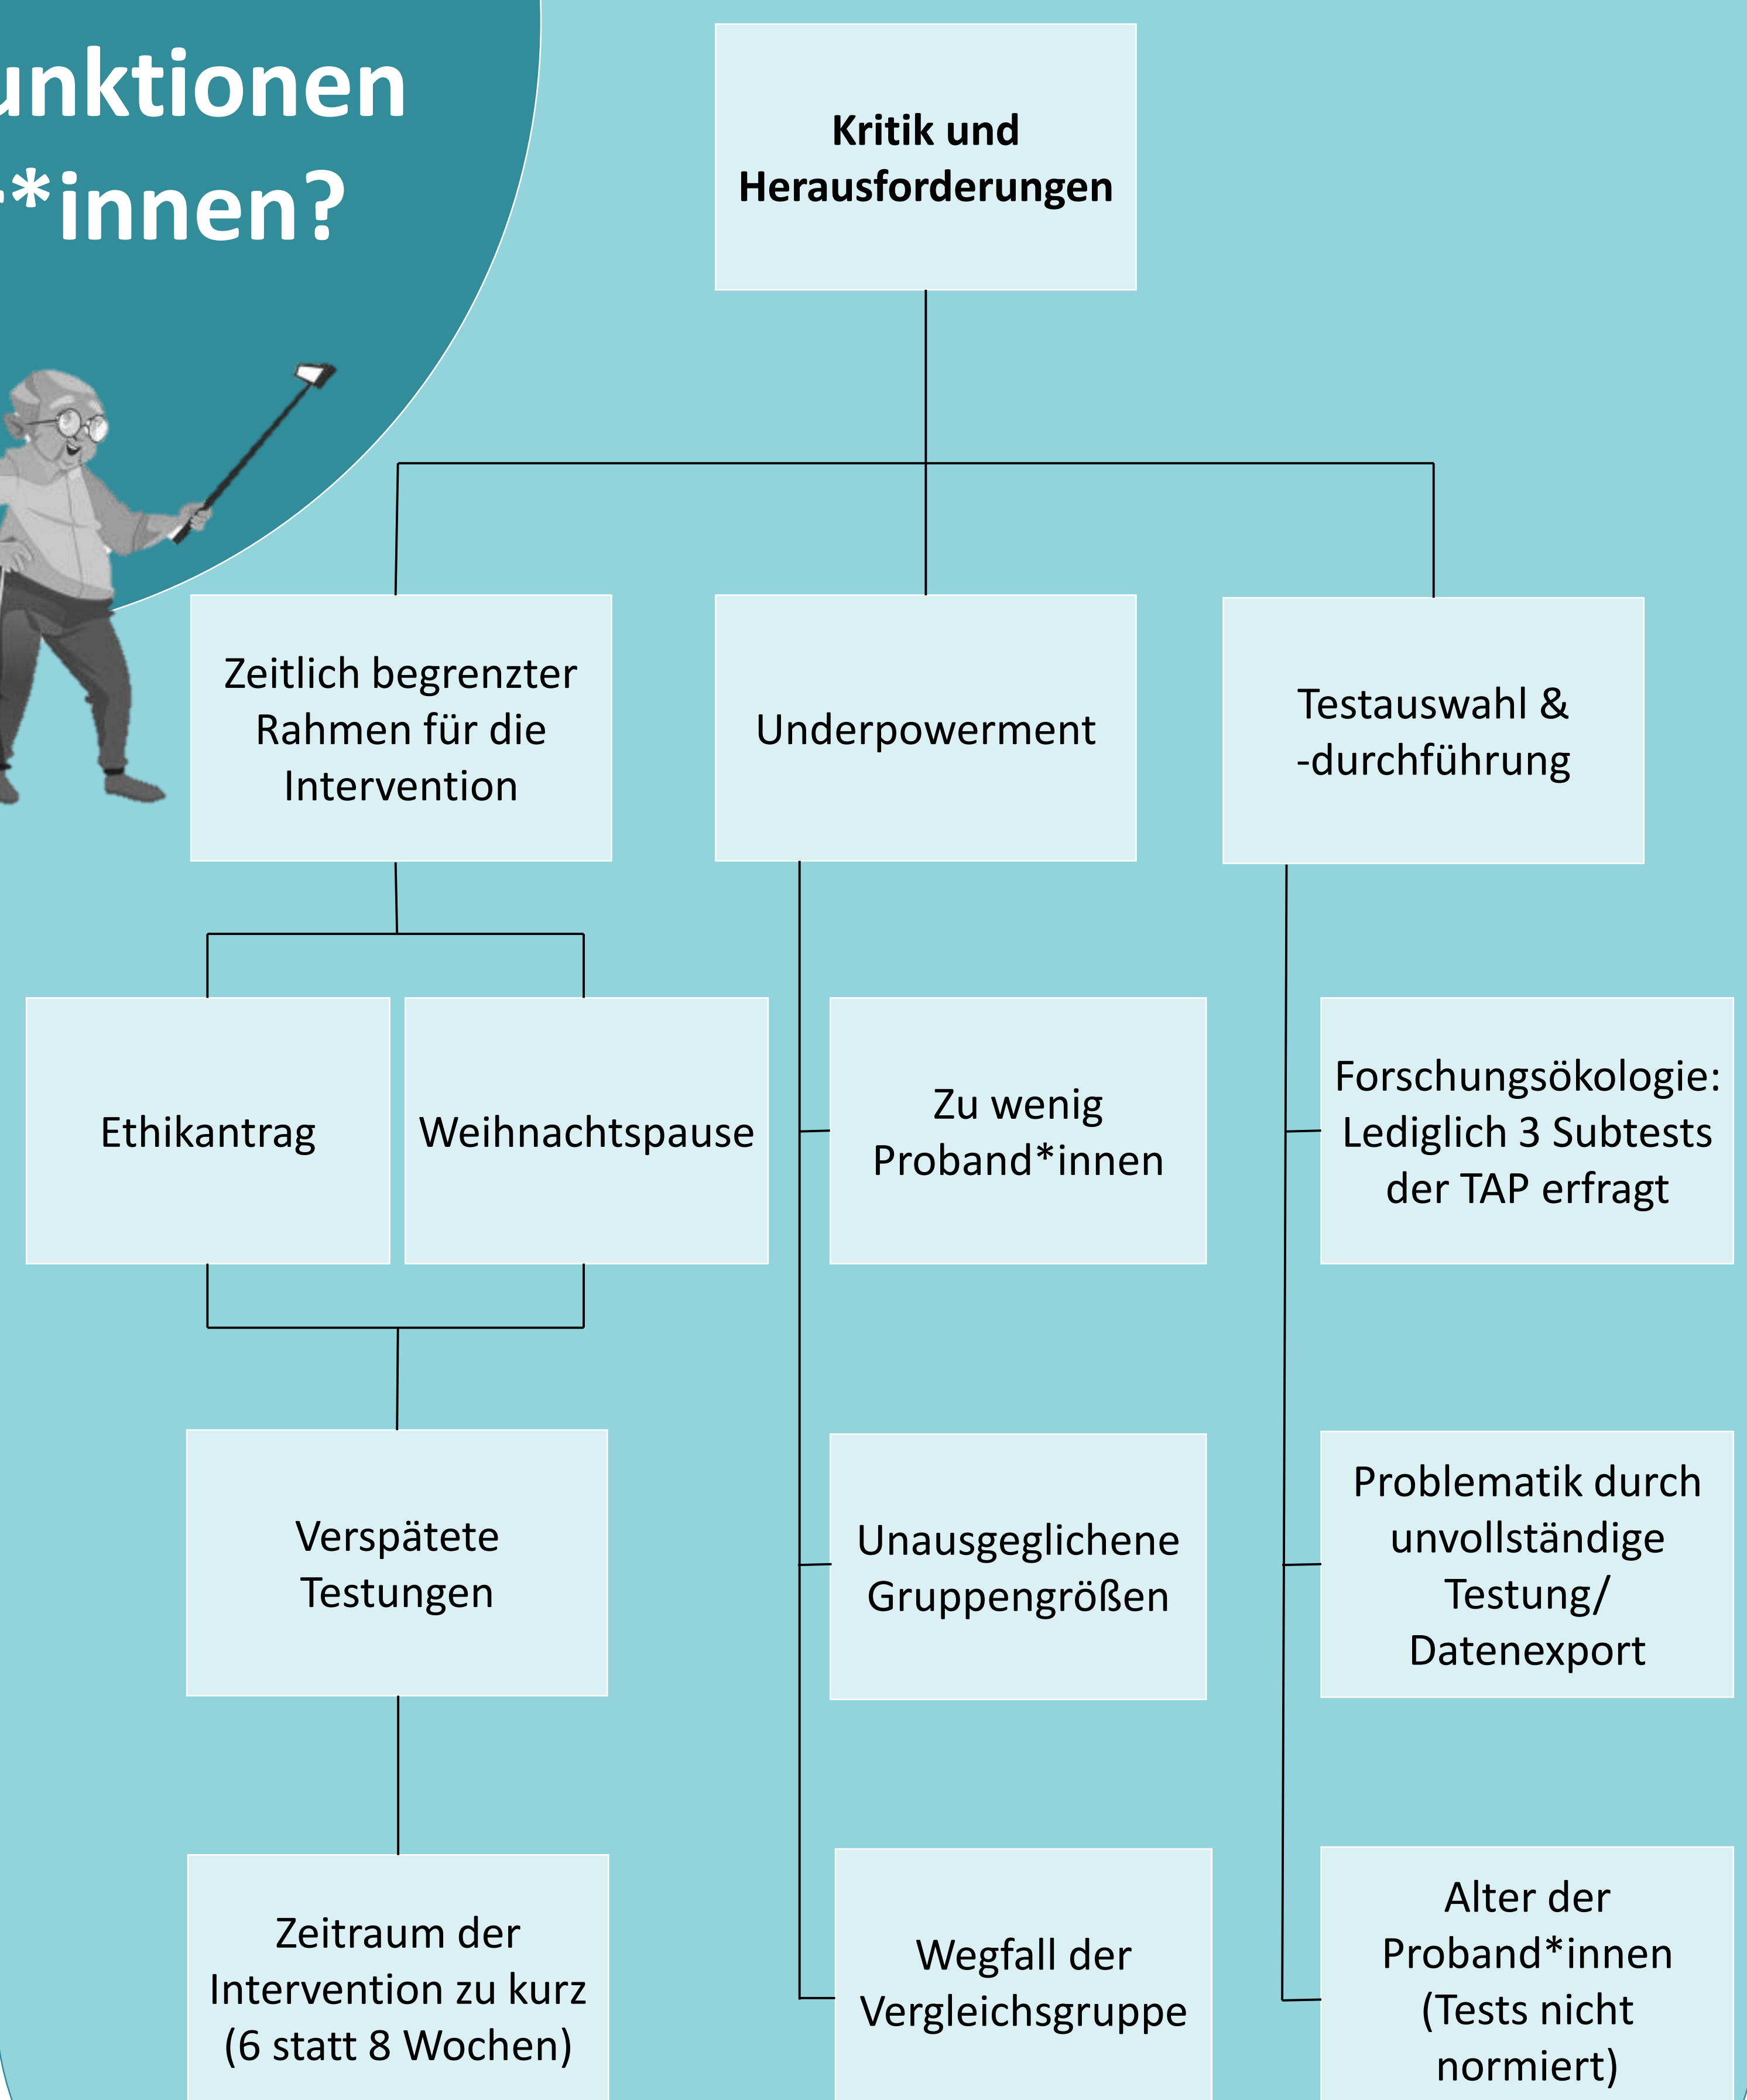 unktionen
*innen?
Kritik und
Herausforderungen
Zeitlich begrenzter
Rahmen für die
Intervention
Underpowerment
Testauswahl &
-durchführung
Ethikantrag
Weihnachtspause
Zu wenig
Proband*innen
Forschungsökologie:
Lediglich 3 Subtests
der TAP erfragt
Verspätete
Testungen
Unausgeglichene
Gruppengrößen
Problematik durch
unvollständige
Testung/
Datenexport
Zeitraum der
Intervention zu kurz
(6 statt 8 Wochen)
Wegfall der
Vergleichsgruppe
Alter der
Proband*innen
(Tests nicht
normiert)